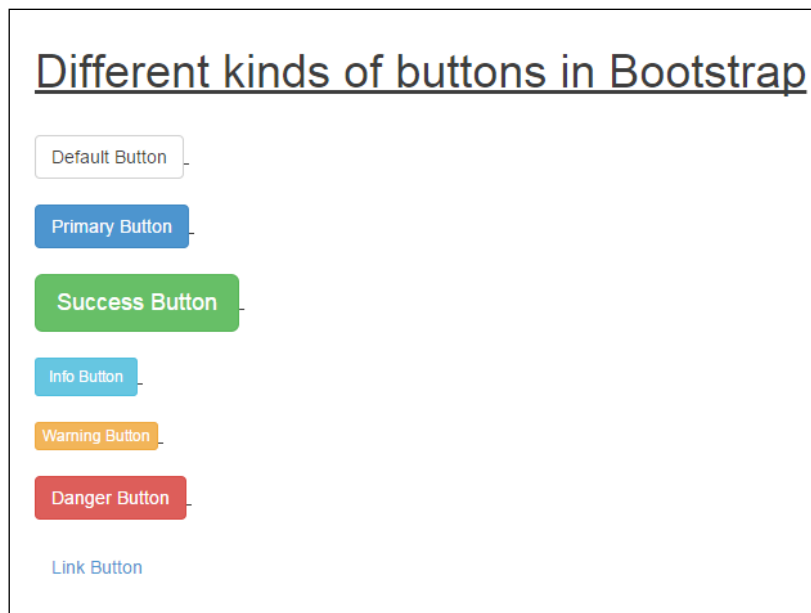 Different kinds of buttons in Bootstrap
Default Button
Primary Button
Success Button
Info Button
Warning Button
Danger Button
Link Button